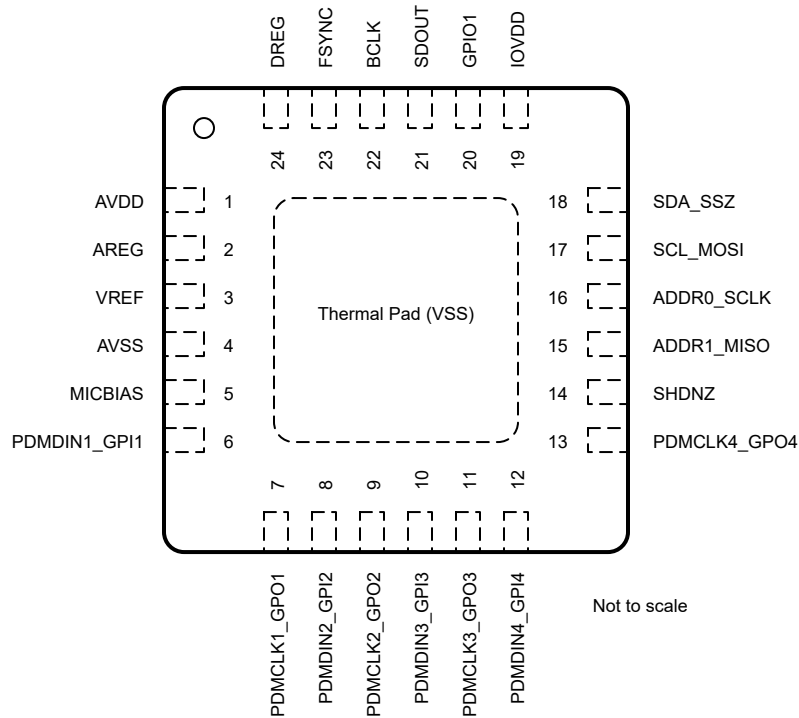 DREG
FSYNC
BCLK
SDOUT
GPIO1
IOVDD
24
23
22
21
20
19
AVDD 1
18 SDA_SSZ
AREG 2
17 SCL_MOSI
VREF 3
16 ADDR0_SCLK
Thermal Pad (VSS)
AVSS 4
15 ADDR1_MISO
MICBIAS 5
14 SHDNZ
PDMDIN1_GPI1 6
13 PDMCLK4_GPO4
7
8
9
10
11
12
PDMCLK1_GPO1
PDMDIN2_GPI2
PDMCLK2_GPO2
PDMDIN3_GPI3
PDMCLK3_GPO3
PDMDIN4_GPI4
Not to scale